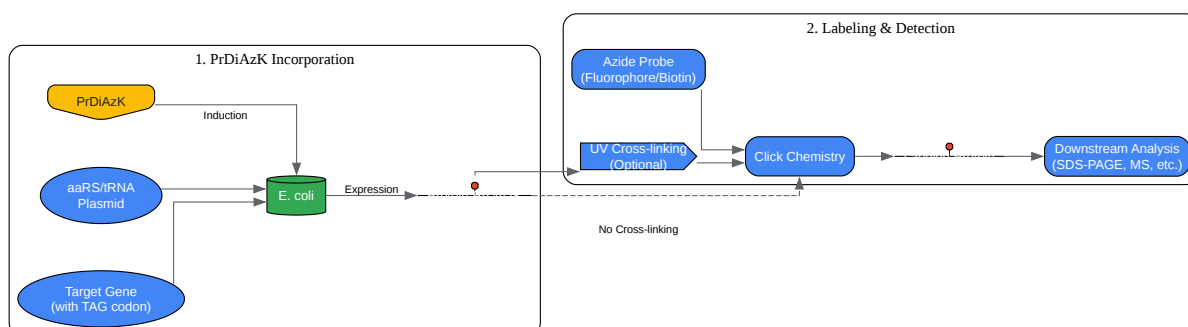 1. PrDiAzK Incorporation
PrDiAzK
Induction
aaRS/tRNA
Plasmid
E. coli
Expression
Target Gene
(with TAG codon)
2. Labeling & Detection
Azide Probe
(Fluorophore/Biotin)
UV Cross-linking
(Optional)
Click Chemistry
Downstream Analysis
(SDS-PAGE, MS, etc.)
No Cross-linking